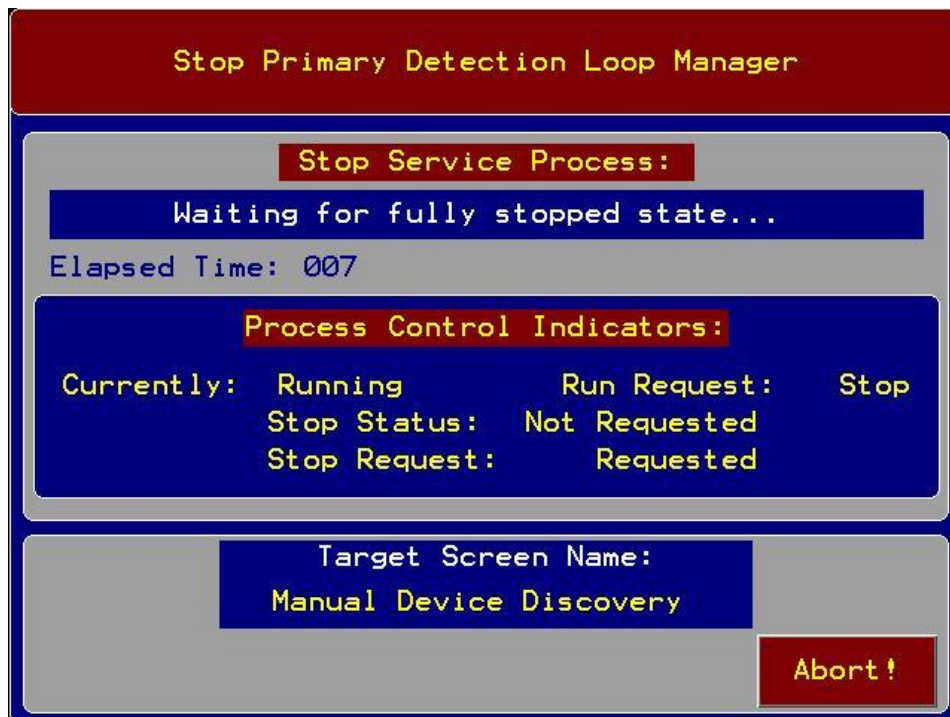 Stop Primary Detection Loop Manager
Stop Service Process:
Waiting for fully stopped state...
Elapsed Time: 007
Process Control Indicators:
Currently: Running Run Request: Stop
Stop Status: Not Requested
Stop Request: Requested
Target Screen Name:
Manual Device Discovery
Abort!